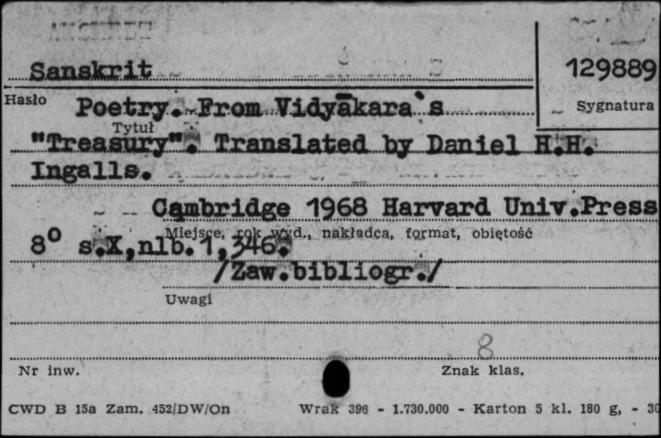 Sanskrit
129889
Hasło
Poetry. From Vidyākara`s
Sygnatura
Tytuł
"Treasury". Translated by Daniel H.H.
Ingalls.
Cambridge 1968 Harvard Univ.Press
Miejsce, rok wyd., nakładca, format, objętość
8⁰ s.X,nlb.1,346.
/Zaw.bibliogr./
Uwagi
8
Nr inw.
Znak klas.
CWD B 15a Zam. 452/DW/On Wrak 396 - 1.730.000 - Karton 5 kl. 180 g, - 30